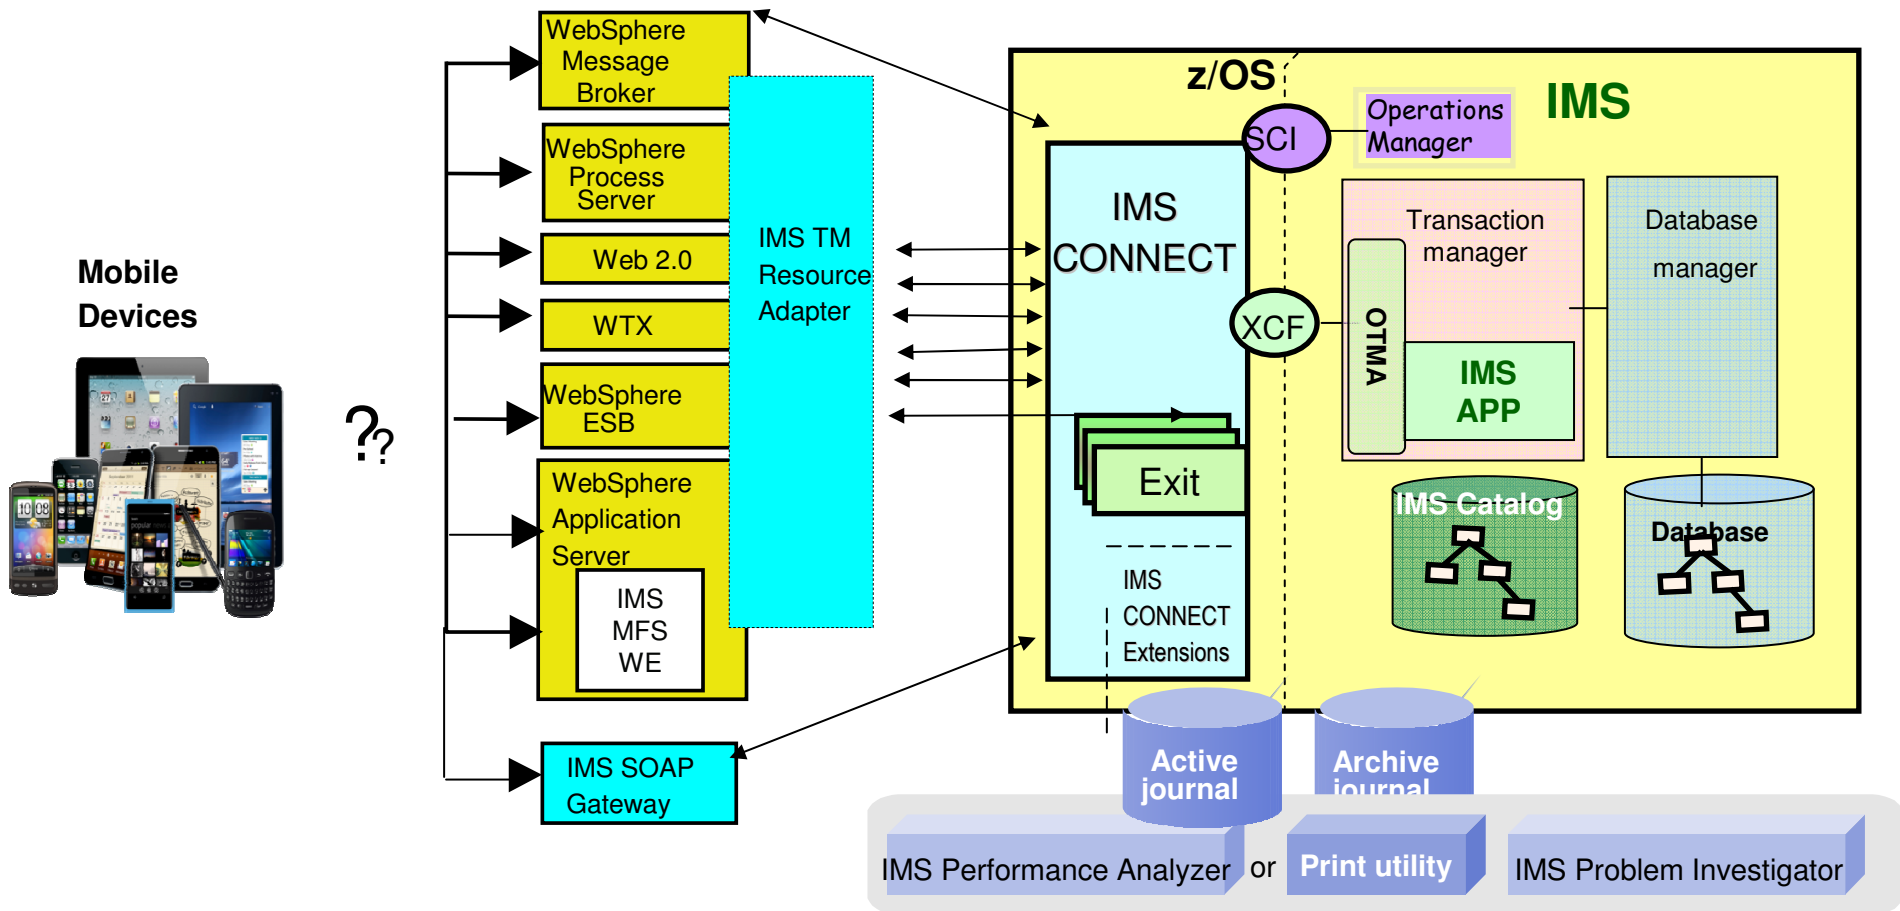 Mobile
Devices
??
WebSphere
Message
Broker
WebSphere
Process
Server
Web 2.0
WTX
WebSphere
ESB
WebSphere
Application
Server
IMS
MFS
WE
IMS SOAP
Gateway
IMS TM
Resource
Adapter
z/OS
IMS
SCI
Operations
Manager
IMS
CONNECT
XCF
Transaction
manager
OTMA
IMS
APP
Database
manager
Exit
IMS
CONNECT
Extensions
IMS Catalog
Database
Active
journal
Archive
journal
IMS Performance Analyzer or Print utility IMS Problem Investigator